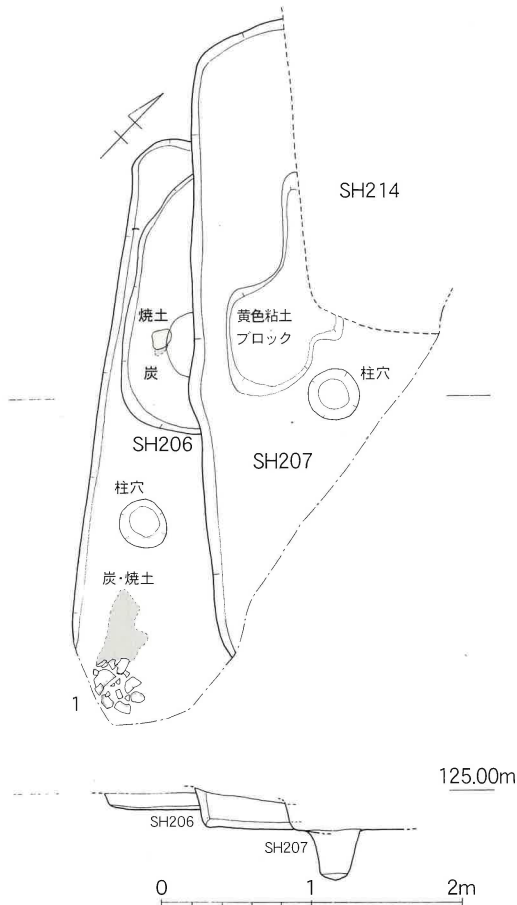 SH214
焼土
黄色粘土
ブロック
炭
柱穴
SH206
SH207
柱穴
炭・焼土
1
125.00m
SH206
SH207
0 1 2m